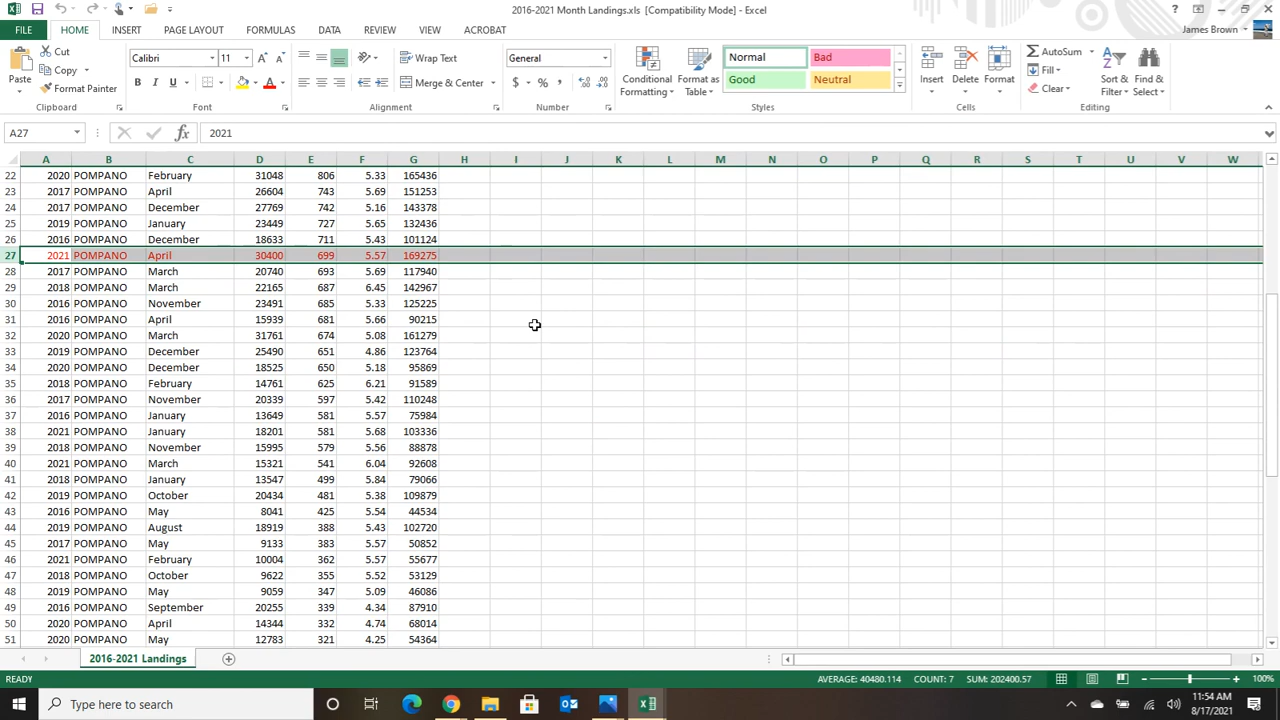 2016-2021 Month Landings.xls [Compatibility Mode] - Excel
FILE HOME INSERT PAGE LAYOUT FORMULAS DATA REVIEW VIEW ACROBAT James Brown
Paste Cut Copy Format Painter Clipboard
Calibri 11 B I U A Font
Wrap Text Merge & Center Alignment
General $ % , Number
Conditional Formatting Format as Table Normal Bad Good Neutral Styles
Insert Delete Format Cells
AutoSum Fill Clear Sort & Filter Find & Select Editing
A27 fx 2021
A B C D E F G H I J K L M N O P Q R S T U V W
22 2020 POMPANO February 31048 806 5.33 165436
23 2017 POMPANO April 26604 743 5.69 151253
24 2017 POMPANO December 27769 742 5.16 143378
25 2019 POMPANO January 23449 727 5.65 132436
26 2016 POMPANO December 18633 711 5.43 101124
27 2021 POMPANO April 30400 699 5.57 169275
28 2017 POMPANO March 20740 693 5.69 117940
29 2018 POMPANO March 22165 687 6.45 142967
30 2016 POMPANO November 23491 685 5.33 125225
31 2016 POMPANO April 15939 681 5.66 90215
32 2020 POMPANO March 31761 674 5.08 161279
33 2019 POMPANO December 25490 651 4.86 123764
34 2020 POMPANO December 18525 650 5.18 95869
35 2018 POMPANO February 14761 625 6.21 91589
36 2017 POMPANO November 20339 597 5.42 110248
37 2016 POMPANO January 13649 581 5.57 75984
38 2021 POMPANO January 18201 581 5.68 103336
39 2018 POMPANO November 15995 579 5.56 88878
40 2021 POMPANO March 15321 541 6.04 92608
41 2018 POMPANO January 13547 499 5.84 79066
42 2019 POMPANO October 20434 481 5.38 109879
43 2016 POMPANO May 8041 425 5.54 44534
44 2019 POMPANO August 18919 388 5.43 102720
45 2017 POMPANO May 9133 383 5.57 50852
46 2021 POMPANO February 10004 362 5.57 55677
47 2018 POMPANO October 9622 355 5.52 53129
48 2019 POMPANO May 9059 347 5.09 46086
49 2016 POMPANO September 20255 339 4.34 87910
50 2020 POMPANO April 14344 334 4.74 68014
51 2020 POMPANO May 12783 321 4.25 54364
2016-2021 Landings
READY AVERAGE: 40480.114 COUNT: 7 SUM: 202400.57 100%
Type here to search 11:54 AM
8/17/2021